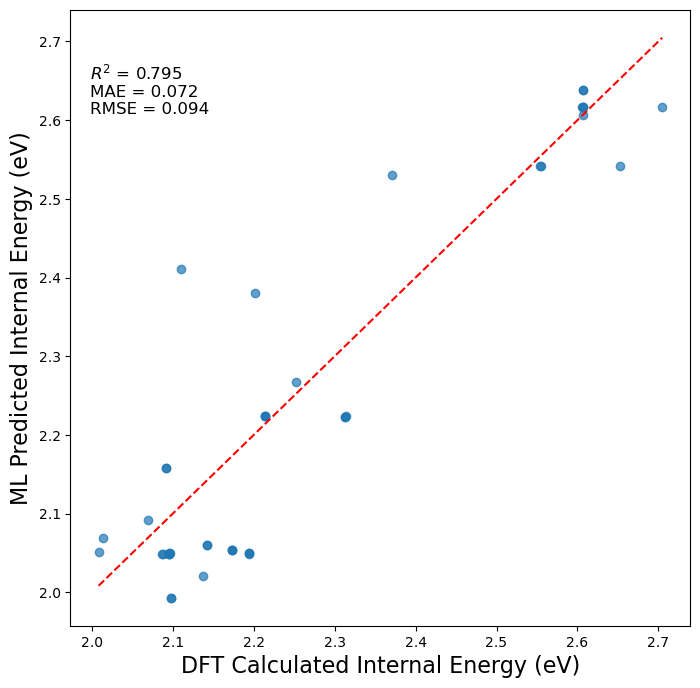 R² = 0.795
MAE = 0.072
RMSE = 0.094
ML Predicted Internal Energy (eV)
2.7
2.6
2.5
2.4
2.3
2.2
2.1
2.0
2.0 2.1 2.2 2.3 2.4 2.5 2.6 2.7
DFT Calculated Internal Energy (eV)